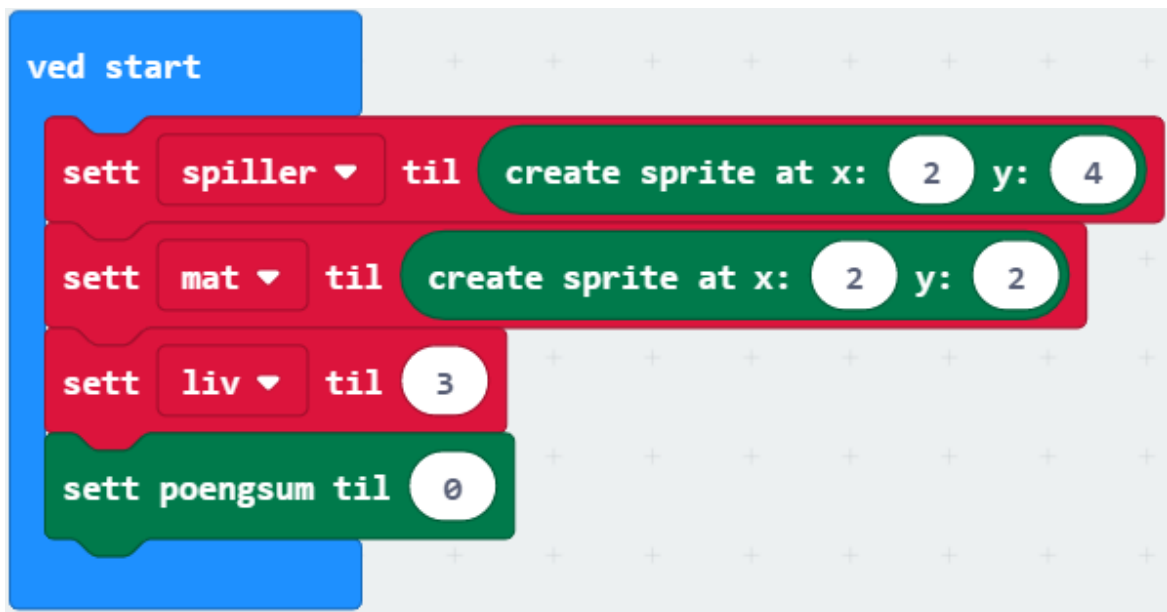 ved start
sett spiller til create sprite at x: 2 y: 4
sett mat til create sprite at x: 2 y: 2
sett liv til 3
sett poengsum til 0